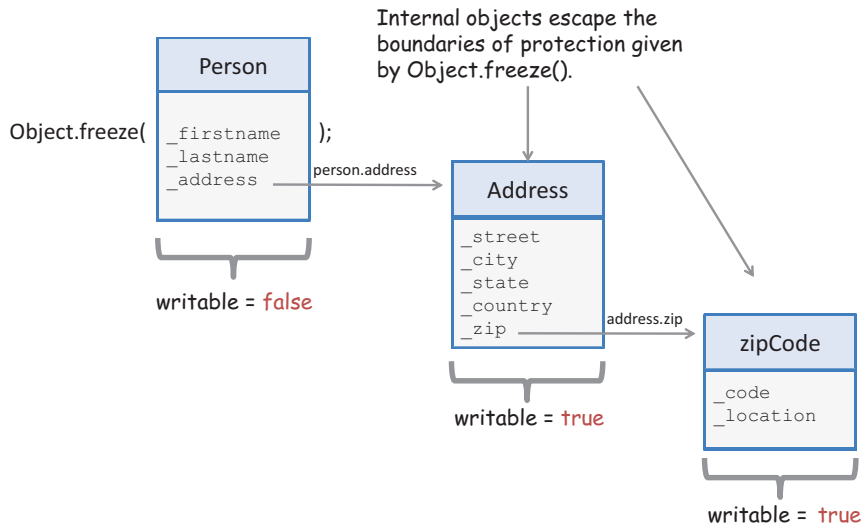 Internal objects escape the
boundaries of protection given
by Object.freeze().
Person
Object.freeze(
_firstname
_lastname
_address
);
person.address
writable = false
Address
_street
_city
_state
_country
_zip
address.zip
writable = true
zipCode
_code
_location
writable = true